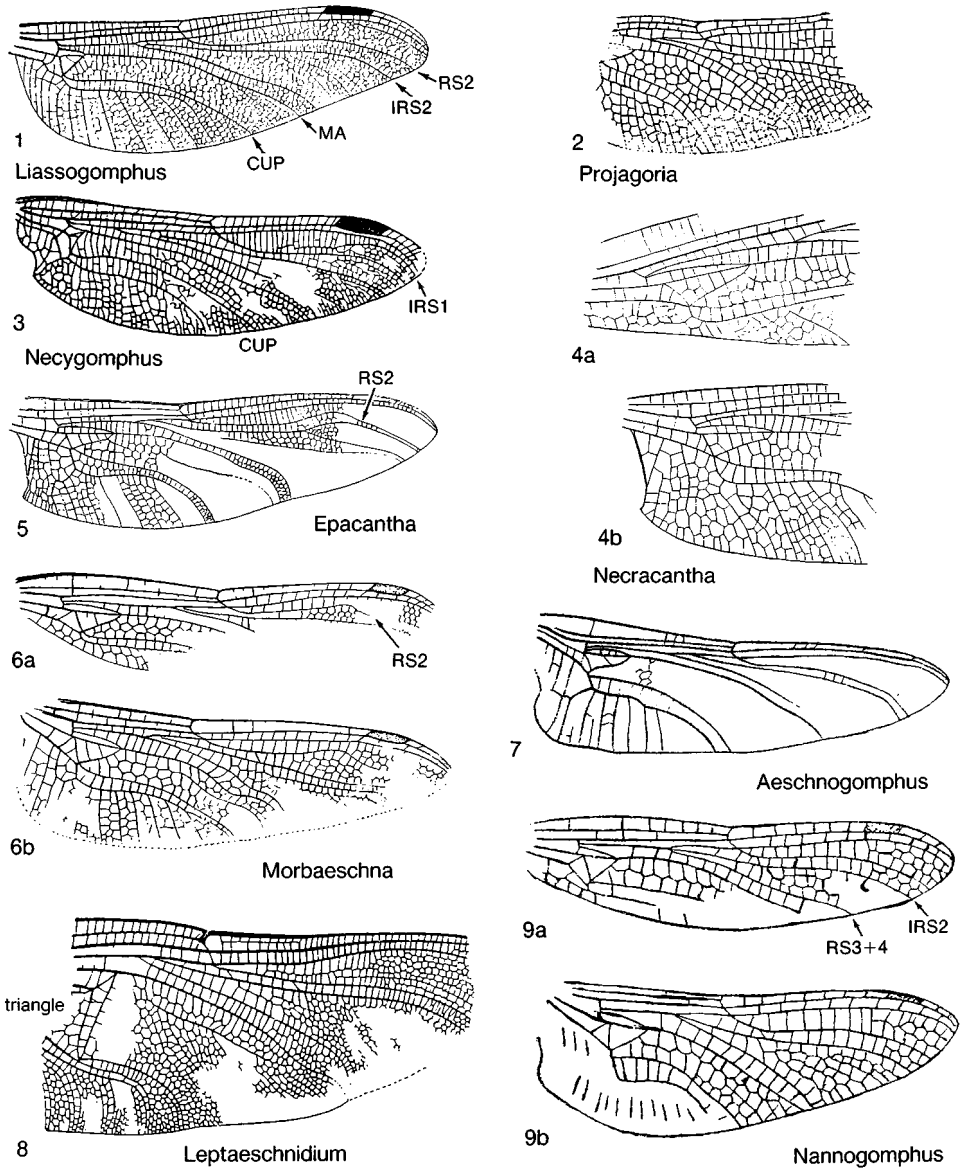 RS2
IRS2
MA
CUP
1
Liassogomphus
2
Projagoria
3
IRS1
CUP
Necygomphus
4a
4b
Necracantha
RS2
5
Epacantha
6a
RS2
6b
Morbaeschna
7
Aeschnogomphus
triangle
8
Leptaeschnidium
9a
IRS2
RS3+4
9b
Nannogomphus